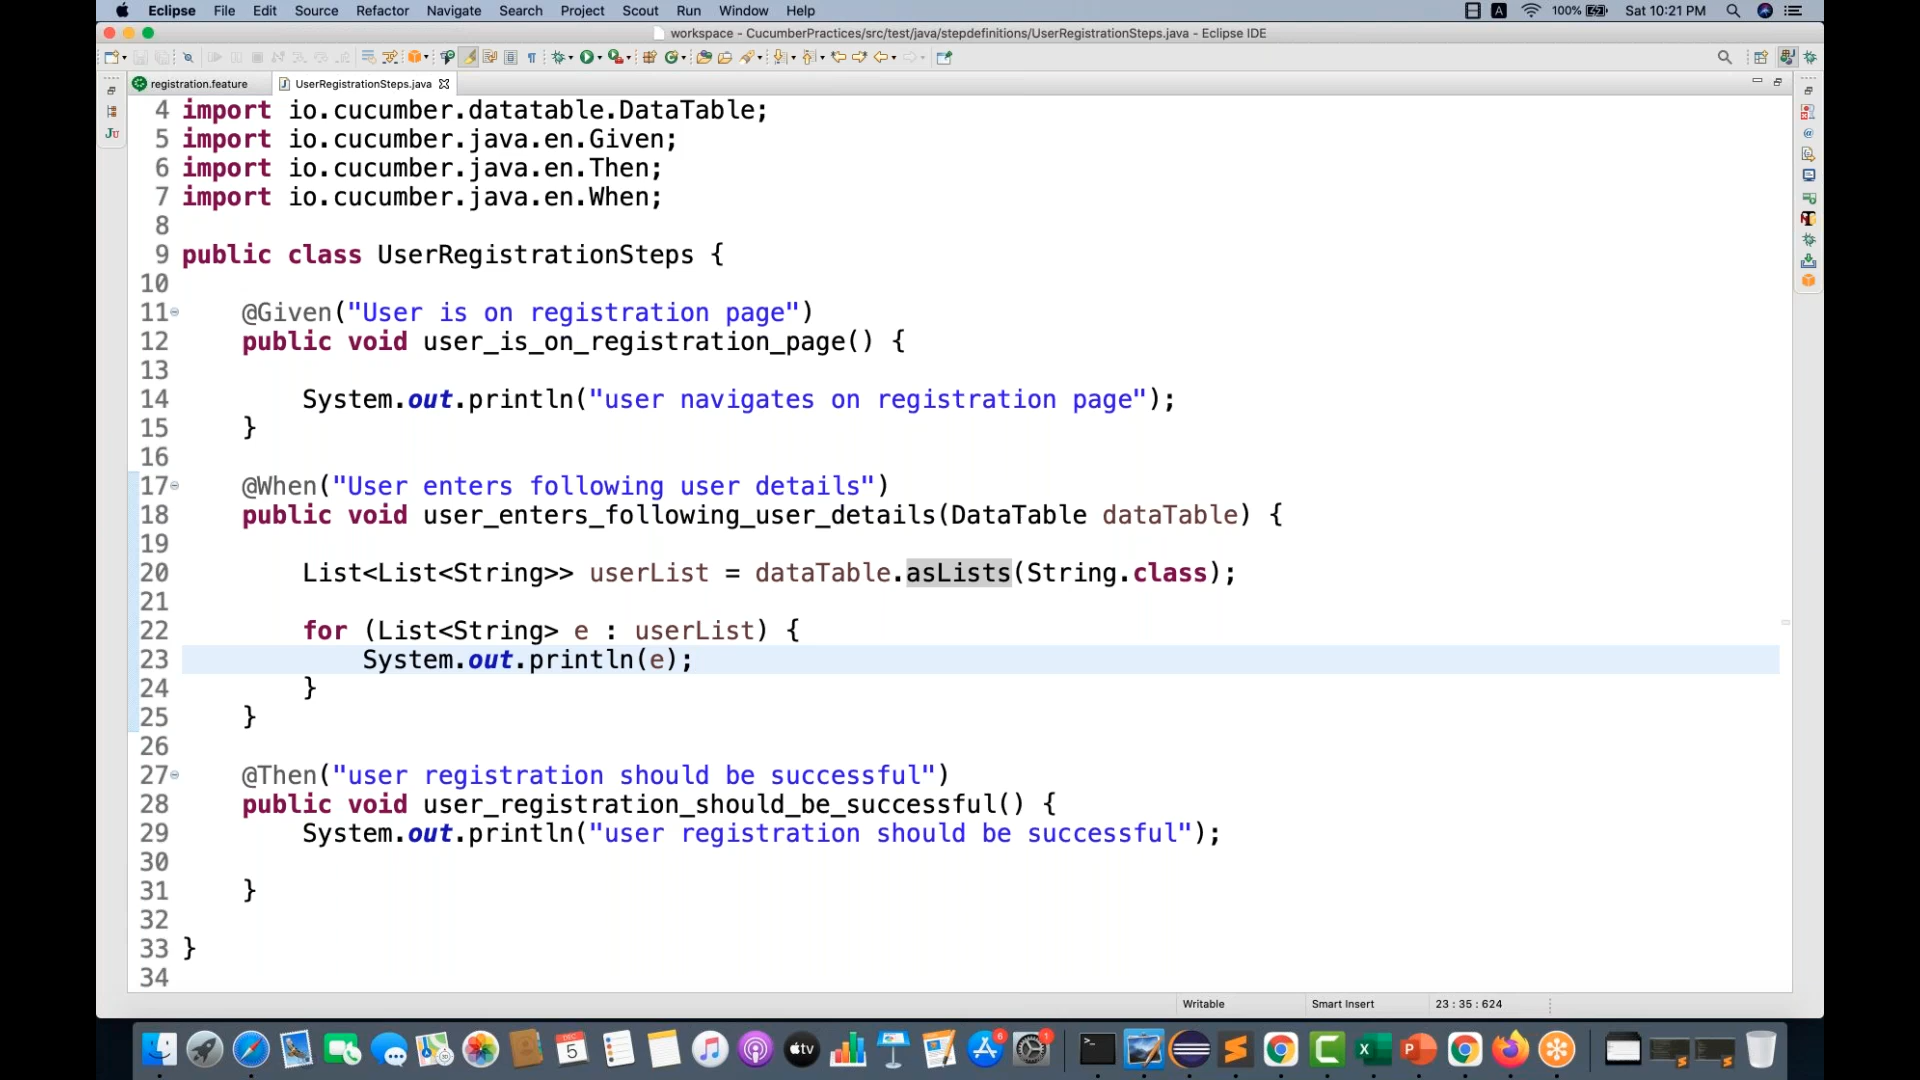 Eclipse File Edit Source Refactor Navigate Search Project Scout Run Window Help A 100% Sat 10:21 PM
workspace - CucumberPractices/src/test/java/stepdefinitions/UserRegistrationSteps.java - Eclipse IDE
registration.feature UserRegistrationSteps.java
4 import io.cucumber.datatable.DataTable;
5 import io.cucumber.java.en.Given;
6 import io.cucumber.java.en.Then;
7 import io.cucumber.java.en.When;
8
9 public class UserRegistrationSteps {
10
11 @Given("User is on registration page")
12 public void user_is_on_registration_page() {
13
14 System.out.println("user navigates on registration page");
15 }
16
17 @When("User enters following user details")
18 public void user_enters_following_user_details(DataTable dataTable) {
19
20 List<List<String>> userList = dataTable.asLists(String.class);
21
22 for (List<String> e : userList) {
23 System.out.println(e);
24 }
25 }
26
27 @Then("user registration should be successful")
28 public void user_registration_should_be_successful() {
29 System.out.println("user registration should be successful");
30
31 }
32
33 }
34
Writable Smart Insert 23 : 35 : 624
DEC 5 tv 6 1 X P